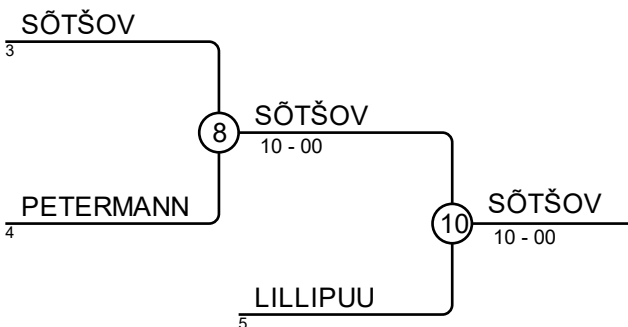 SÕTŠOV
3
8
SÕTŠOV
10 - 00
PETERMANN
4
10
SÕTŠOV
10 - 00
LILLIPUU
5